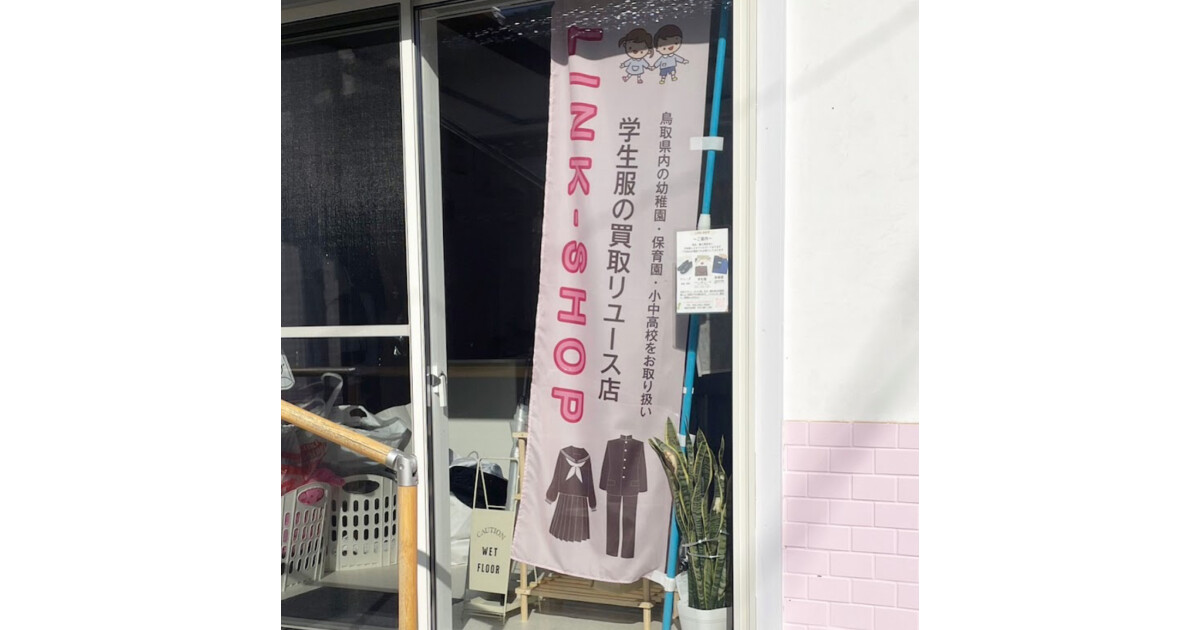 鳥取県内の幼稚園・保育園・小中高校をお取り扱い
学生服の買取リユース店
LINK-SHOP
CAUTION
WET
FLOOR